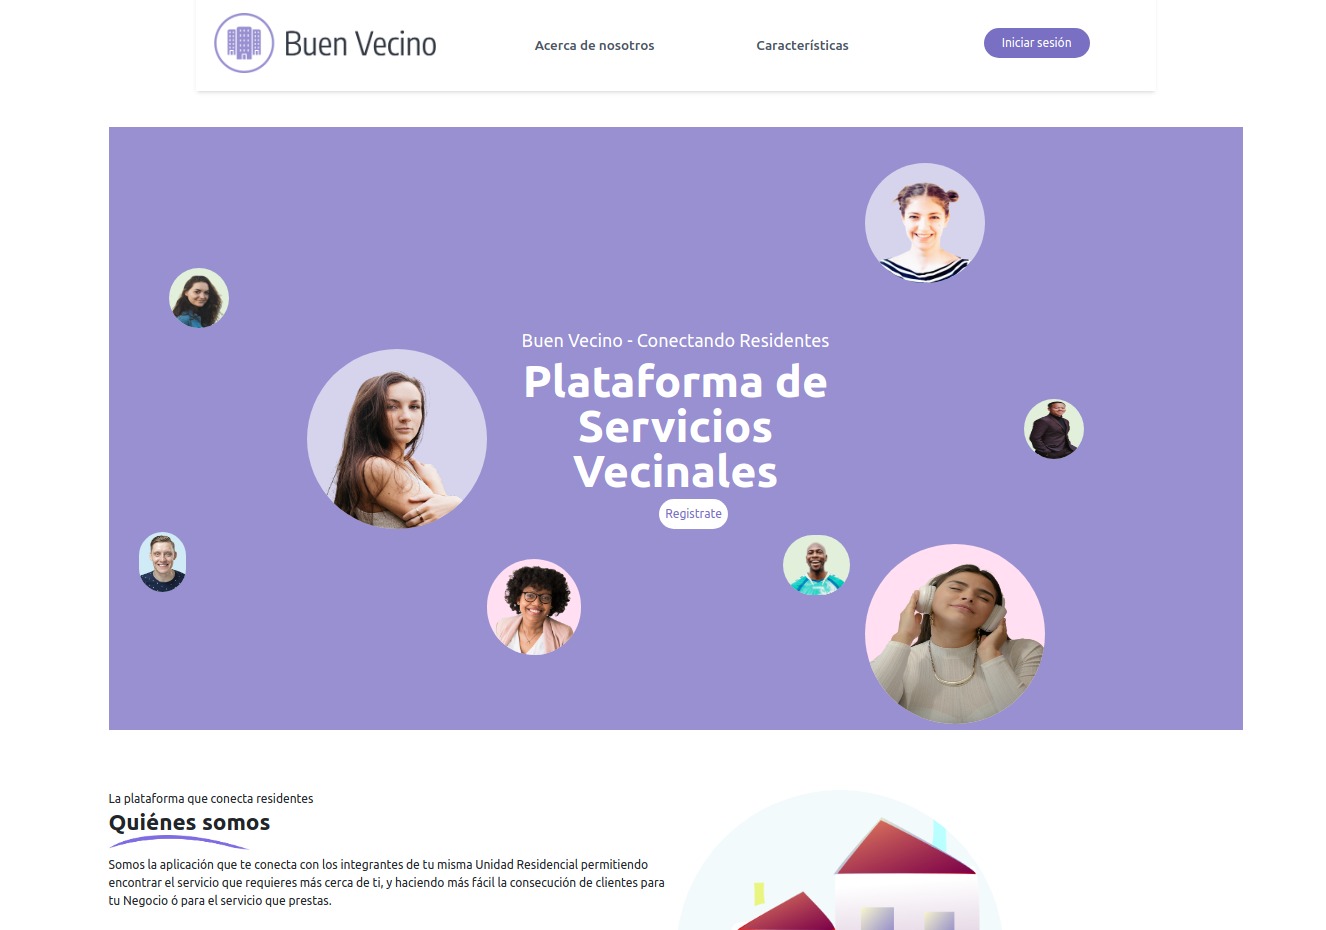 Buen Vecino
Acerca de nosotros
Características
Iniciar sesión
Buen Vecino - Conectando Residentes
Plataforma de
Servicios
Vecinales
Registrate
La plataforma que conecta residentes
Quiénes somos
Somos la aplicación que te conecta con los integrantes de tu misma Unidad Residencial permitiendo
encontrar el servicio que requieres más cerca de ti, y haciendo más fácil la consecución de clientes para
tu Negocio ó para el servicio que prestas.